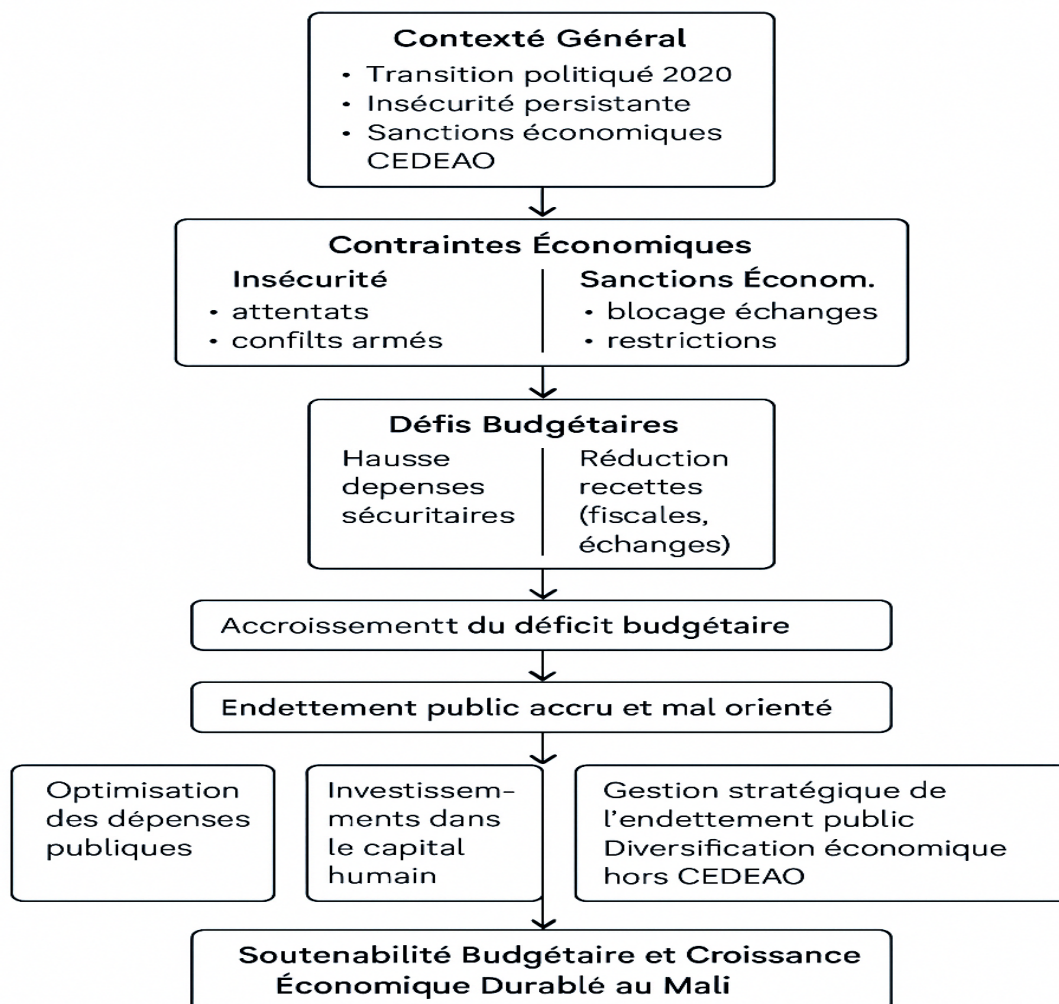 Contexté Général
• Transition politiqué 2020
• Insécurité persistante
• Sanctions économiques
CEDEAO
Contraintes Économiques
Insécurité
• attentats
• confilts armés
Sanctions Économ.
• blocage échanges
• restrictions
Défis Budgétaires
Hausse
depenses
sécuritaires
Réduction
recettes
(fiscales,
échanges)
Accroissementt du déficit budgétaire
Endettement public accru et mal orienté
Optimisation
des dépenses
publiques
Investissem-
ments dans
le capital
humain
Gestion stratégique de
l'endettement public
Diversification économique
hors CEDEAO
Soutenabilité Budgétaire et Croissance
Économique Durablé au Mali